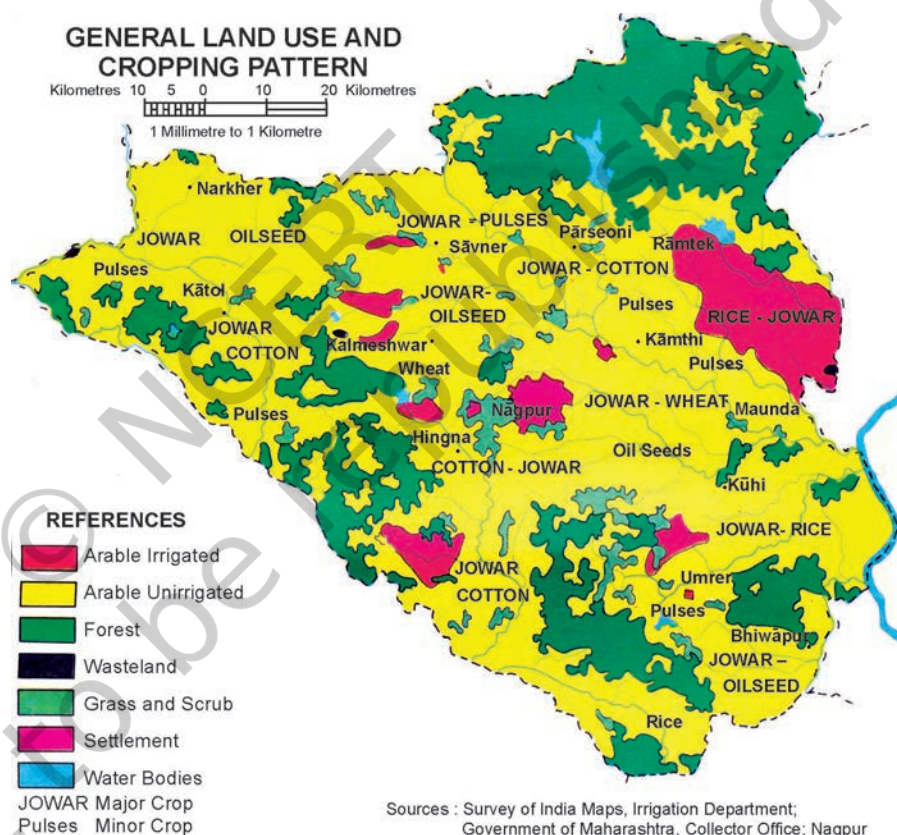 GENERAL LAND USE AND
CROPPING PATTERN
Kilometres 10 5 0 10 20 Kilometres
1 Millimetre to 1 Kilometre
Narkher
JOWAR OILSEED
JOWAR - PULSES
Sāvner
Pārseoni
Rāmtek
JOWAR - COTTON
Pulses
Kātol
JOWAR-
OILSEED
Pulses
RICE - JOWAR
JOWAR
COTTON
Kalmeshwar
Kāmthi
Pulses
Wheat
Pulses
Nāgpur
JOWAR - WHEAT
Maunda
Hingna
COTTON - JOWAR
Oil Seeds
Kūhi
JOWAR- RICE
JOWAR
COTTON
Umrer
Pulses
Bhiwāpur
JOWAR –
OILSEED
Rice
REFERENCES
Arable Irrigated
Arable Unirrigated
Forest
Wasteland
Grass and Scrub
Settlement
Water Bodies
JOWAR Major Crop
Pulses Minor Crop
Sources : Survey of India Maps, Irrigation Department;
Government of Maharashtra, Collector Office; Nagpur
© NCERT
not to be republished